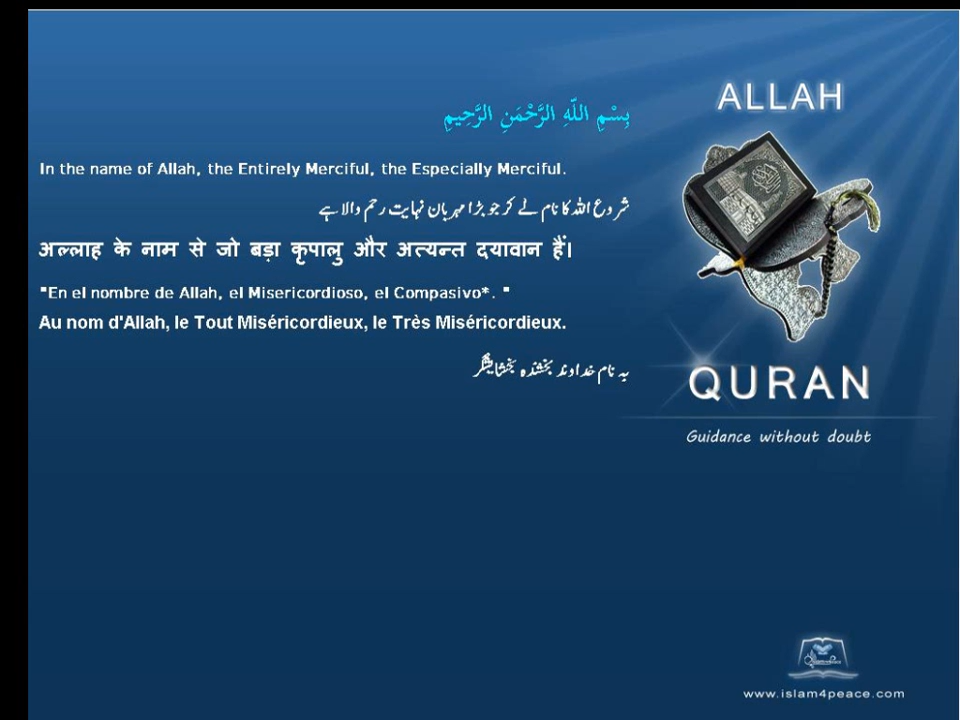 بِسْمِ اللّهِ الرَّحْمَنِ الرَّحِيمِ
In the name of Allah, the Entirely Merciful, the Especially Merciful.
شروع الله کا نام لے کر جو بڑا مہربان نہایت رحم والا ہے
अल्लाह के नाम से जो बड़ा कृपालु और अत्यन्त दयावान हैं।
"En el nombre de Allah, el Misericordioso, el Compasivo*. "
Au nom d'Allah, le Tout Miséricordieux, le Très Miséricordieux.
به نام خداوند بخشنده بخشایشگر
ALLAH
QURAN
Guidance without doubt
www.islam4peace.com